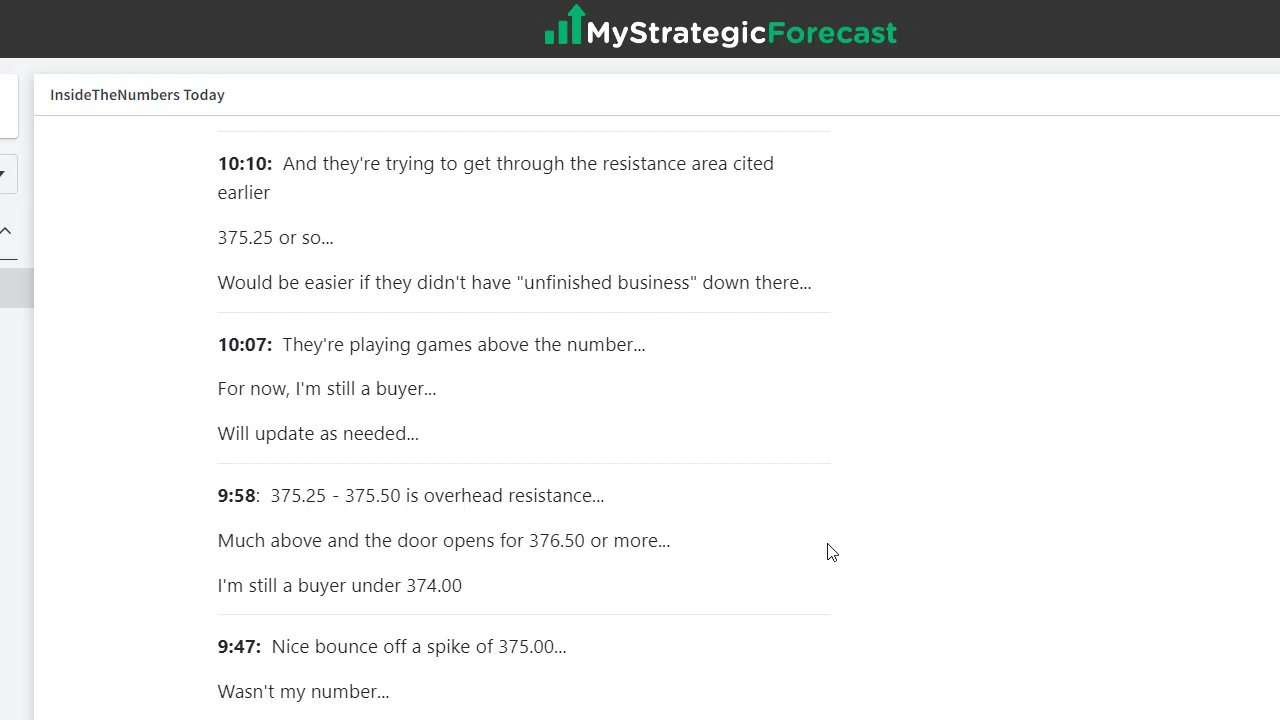 MyStrategicForecast
InsideTheNumbers Today
10:10: And they're trying to get through the resistance area cited
earlier
375.25 or so...
Would be easier if they didn't have "unfinished business" down there...
10:07: They're playing games above the number...
For now, I'm still a buyer...
Will update as needed...
9:58: 375.25 - 375.50 is overhead resistance...
Much above and the door opens for 376.50 or more...
I'm still a buyer under 374.00
9:47: Nice bounce off a spike of 375.00...
Wasn't my number...